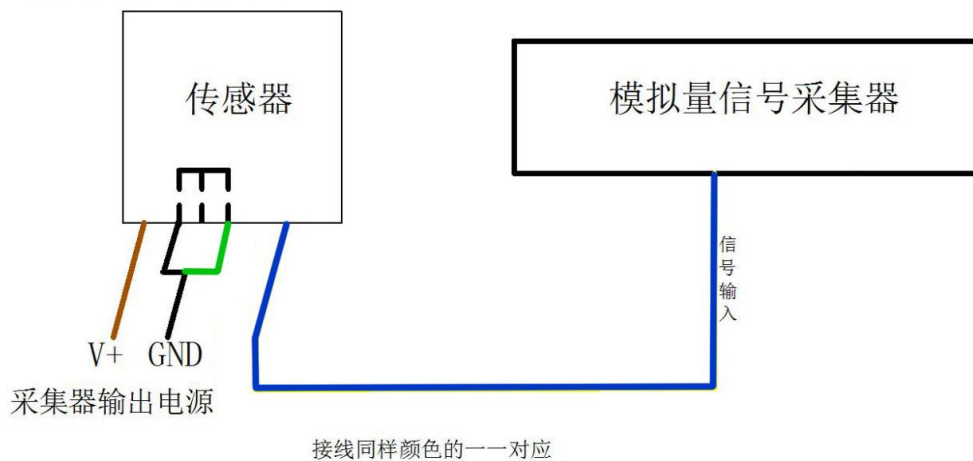 传感器
模拟量信号采集器
信号输入
V+ GND
采集器输出电源
接线同样颜色的一一对应